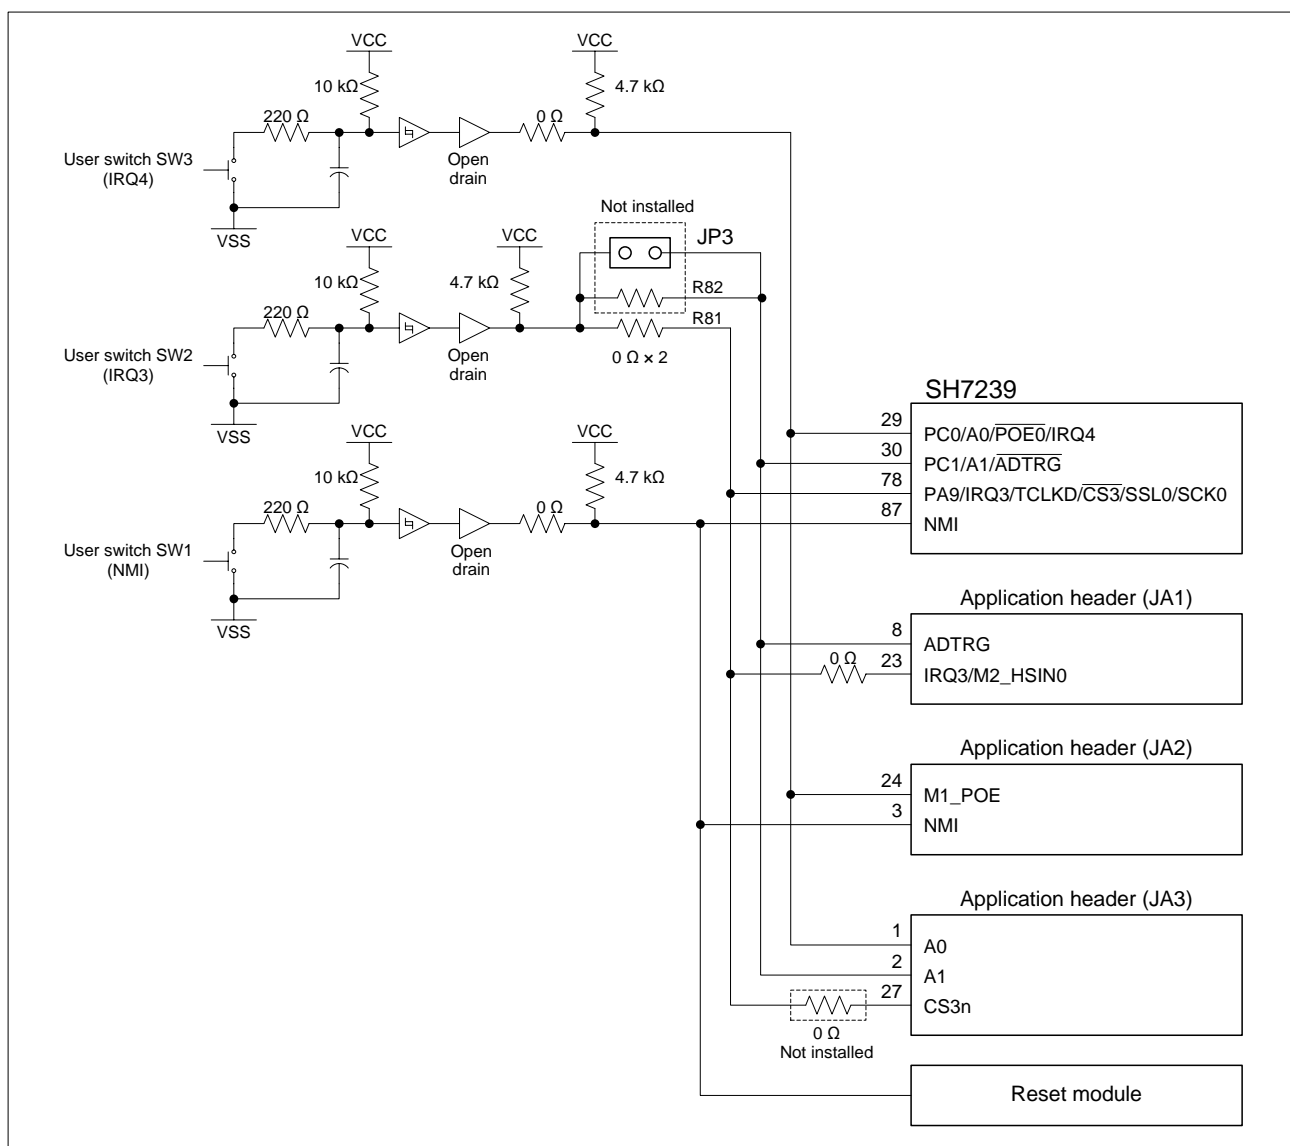 VCC
10 kΩ
220 Ω
User switch SW3
(IRQ4)
Open
drain
0 Ω
VCC
4.7 kΩ
VSS
VCC
10 kΩ
220 Ω
User switch SW2
(IRQ3)
Open
drain
VCC
4.7 kΩ
Not installed
JP3
R82
R81
0 Ω × 2
VSS
VCC
10 kΩ
220 Ω
User switch SW1
(NMI)
Open
drain
0 Ω
VCC
4.7 kΩ
VSS
SH7239
29 PC0/A0/POE0/IRQ4
30 PC1/A1/ADTRG
78 PA9/IRQ3/TCLKD/CS3/SSL0/SCK0
87 NMI
Application header (JA1)
8 ADTRG
0 Ω
23 IRQ3/M2_HSIN0
Application header (JA2)
24 M1_POE
3 NMI
Application header (JA3)
1 A0
2 A1
27 CS3n
0 Ω
Not installed
Reset module